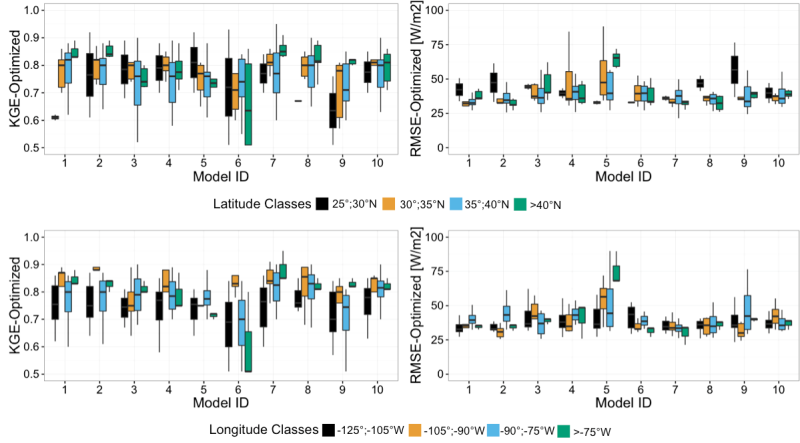 KGE-Optimized
1.0
0.9
0.8
0.7
0.6
0.5
1 2 3 4 5 6 7 8 9 10
Model ID
RMSE-Optimized [W/m2]
100
75
50
25
0
1 2 3 4 5 6 7 8 9 10
Model ID
Latitude Classes 25°;30°N 30°;35°N 35°;40°N >40°N
KGE-Optimized
1.0
0.9
0.8
0.7
0.6
0.5
1 2 3 4 5 6 7 8 9 10
Model ID
RMSE-Optimized [W/m2]
100
75
50
25
0
1 2 3 4 5 6 7 8 9 10
Model ID
Longitude Classes -125°;-105°W -105°;-90°W -90°;-75°W >-75°W